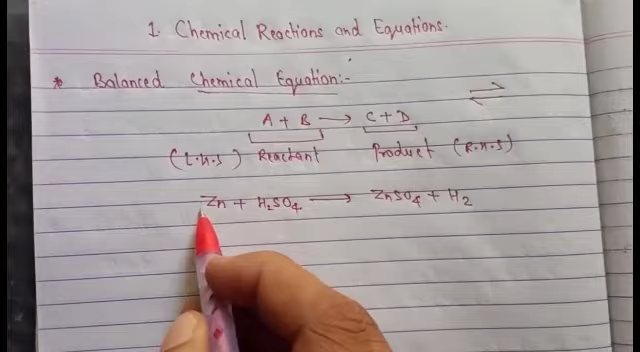 1. Chemical Reactions and Equations.
* Balanced Chemical Equation:-
⇌
A + B → C + D
(L.H.S) Reactant Product (R.H.S)
Zn + H₂SO₄ → ZnSO₄ + H₂